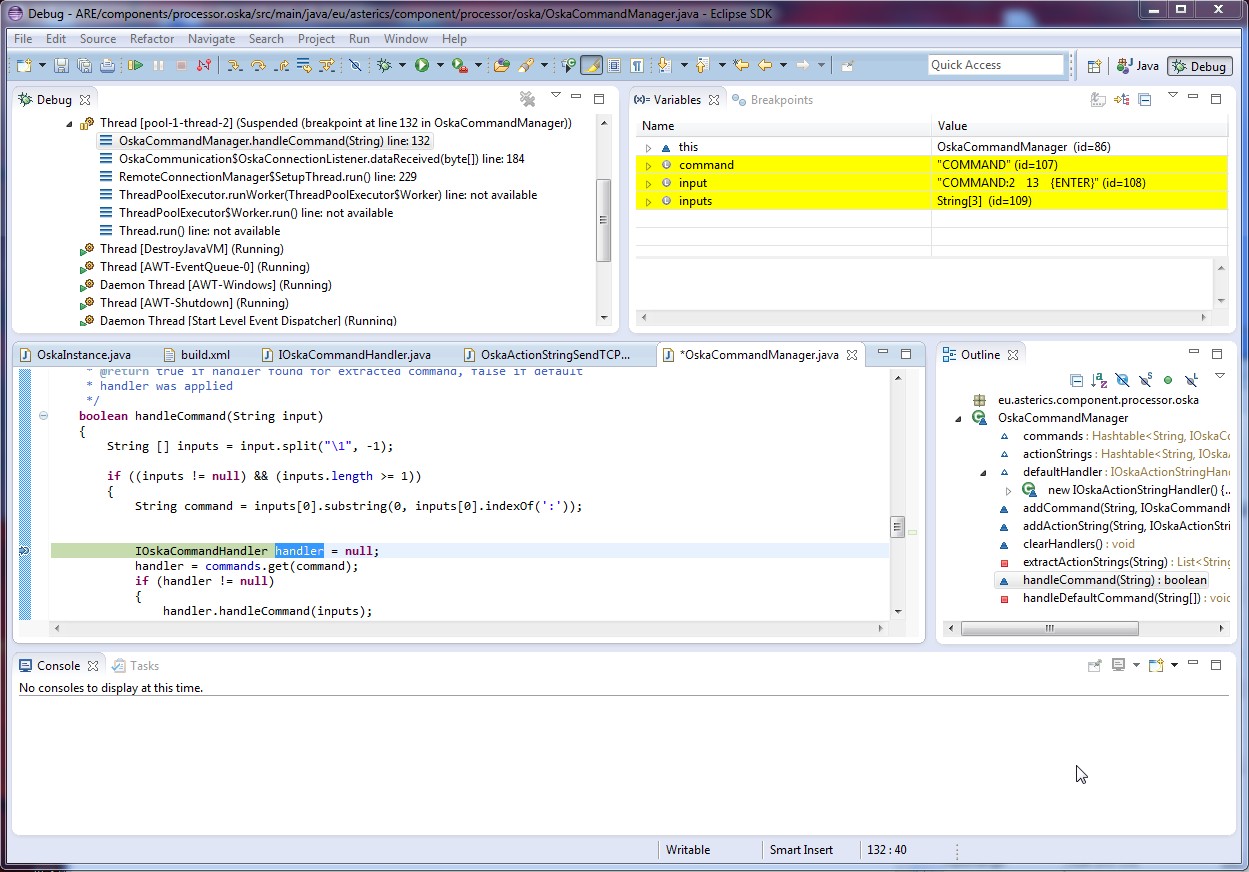 Debug - ARE/components/processor.oska/src/main/java/eu/asterics/component/processor/oska/OskaCommandManager.java - Eclipse SDK
File Edit Source Refactor Navigate Search Project Run Window Help
Quick Access
Java
Debug
Debug
Thread [pool-1-thread-2] (Suspended (breakpoint at line 132 in OskaCommandManager))
OskaCommandManager.handleCommand(String) line: 132
OskaCommunication$OskaConnectionListener.dataReceived(byte[]) line: 184
RemoteConnectionManager$SetupThread.run() line: 229
ThreadPoolExecutor.runWorker(ThreadPoolExecutor$Worker) line: not available
ThreadPoolExecutor$Worker.run() line: not available
Thread.run() line: not available
Thread [DestroyJavaVM] (Running)
Thread [AWT-EventQueue-0] (Running)
Daemon Thread [AWT-Windows] (Running)
Thread [AWT-Shutdown] (Running)
Daemon Thread [Start Level Event Dispatcher] (Running)
(x)= Variables
Breakpoints
Name Value
this OskaCommandManager (id=86)
command "COMMAND" (id=107)
input "COMMAND:2 13 {ENTER}" (id=108)
inputs String[3] (id=109)
OskaInstance.java build.xml IOskaCommandHandler.java OskaActionStringSendTCP... *OskaCommandManager.java
* @return true if handler found for extracted command, false if default
* handler was applied
*/
boolean handleCommand(String input)
{
String [] inputs = input.split("\1", -1);
if ((inputs != null) && (inputs.length >= 1))
{
String command = inputs[0].substring(0, inputs[0].indexOf(':'));
IOskaCommandHandler handler = null;
handler = commands.get(command);
if (handler != null)
{
handler.handleCommand(inputs);
Outline
eu.asterics.component.processor.oska
OskaCommandManager
commands : Hashtable<String, IOskaCo
actionStrings : Hashtable<String, IOska
defaultHandler : IOskaActionStringHand
new IOskaActionStringHandler() {..
addCommand(String, IOskaCommandH
addActionString(String, IOskaActionStri
clearHandlers() : void
extractActionStrings(String) : List<String
handleCommand(String) : boolean
handleDefaultCommand(String[]) : void
Console
Tasks
No consoles to display at this time.
Writable Smart Insert 132 : 40